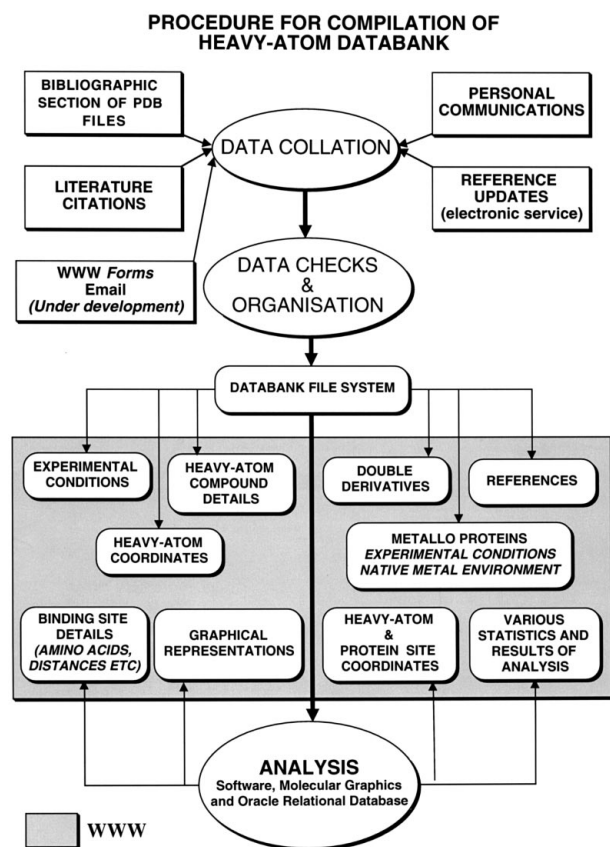 PROCEDURE FOR COMPILATION OF
HEAVY-ATOM DATABANK
BIBLIOGRAPHIC
SECTION OF PDB
FILES
PERSONAL
COMMUNICATIONS
DATA COLLATION
LITERATURE
CITATIONS
REFERENCE
UPDATES
(electronic service)
WWW Forms
Email
(Under development)
DATA CHECKS
&
ORGANISATION
DATABANK FILE SYSTEM
EXPERIMENTAL
CONDITIONS
HEAVY-ATOM
COMPOUND
DETAILS
DOUBLE
DERIVATIVES
REFERENCES
HEAVY-ATOM
COORDINATES
METALLO PROTEINS
EXPERIMENTAL CONDITIONS
NATIVE METAL ENVIRONMENT
BINDING SITE
DETAILS
(AMINO ACIDS,
DISTANCES ETC)
GRAPHICAL
REPRESENTATIONS
HEAVY-ATOM
&
PROTEIN SITE
COORDINATES
VARIOUS
STATISTICS AND
RESULTS OF
ANALYSIS
ANALYSIS
Software, Molecular Graphics
and Oracle Relational Database
WWW